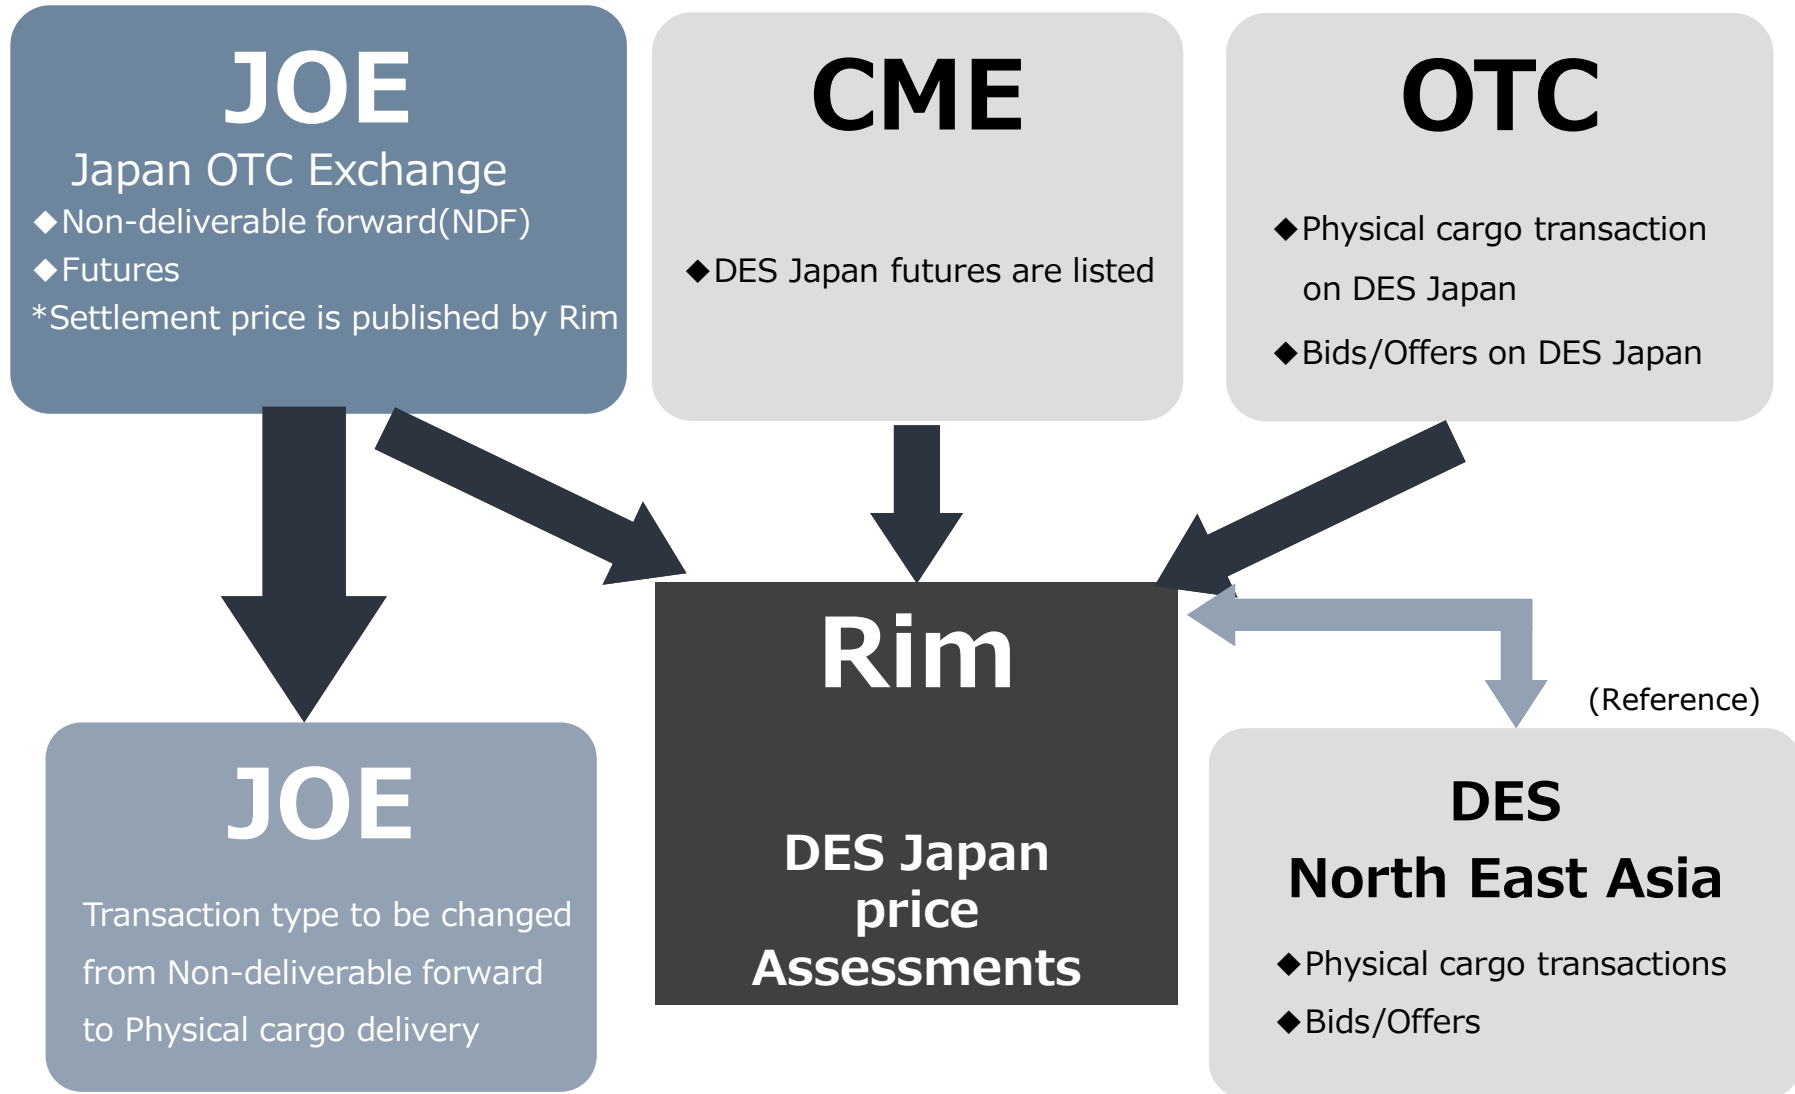 JOE
Japan OTC Exchange
◆Non-deliverable forward(NDF)
◆Futures
*Settlement price is published by Rim
CME
◆DES Japan futures are listed
OTC
◆Physical cargo transaction
on DES Japan
◆Bids/Offers on DES Japan
JOE
Transaction type to be changed
from Non-deliverable forward
to Physical cargo delivery
Rim
DES Japan
price
Assessments
(Reference)
DES
North East Asia
◆Physical cargo transactions
◆Bids/Offers